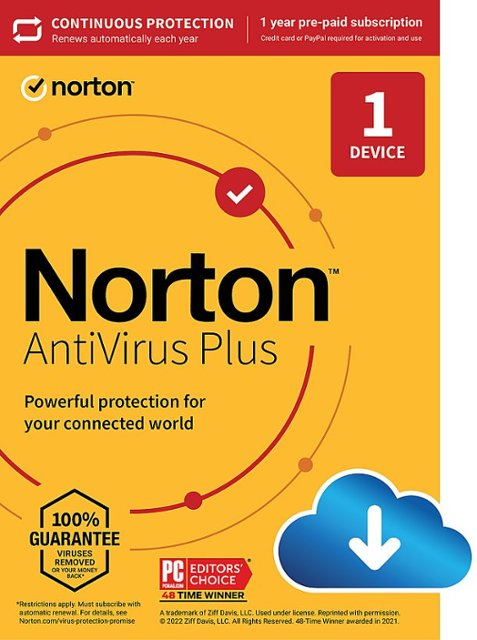 CONTINUOUS PROTECTION
Renews automatically each year
1 year pre-paid subscription
Credit card or PayPal required for activation and use
norton
1
DEVICE
Norton™
AntiVirus Plus
Powerful protection for
your connected world
100%
GUARANTEE
VIRUSES
REMOVED
OR YOUR MONEY
BACK*
PC
PCMAG.COM
EDITORS'
CHOICE
48 TIME WINNER
*Restrictions apply. Must subscribe with
automatic renewal. For details, see
Norton.com/virus-protection-promise
A trademark of Ziff Davis, LLC. Used under license. Reprinted with permission.
© 2022 Ziff Davis, LLC. All Rights Reserved. 48-Time Winner awarded in 2021.